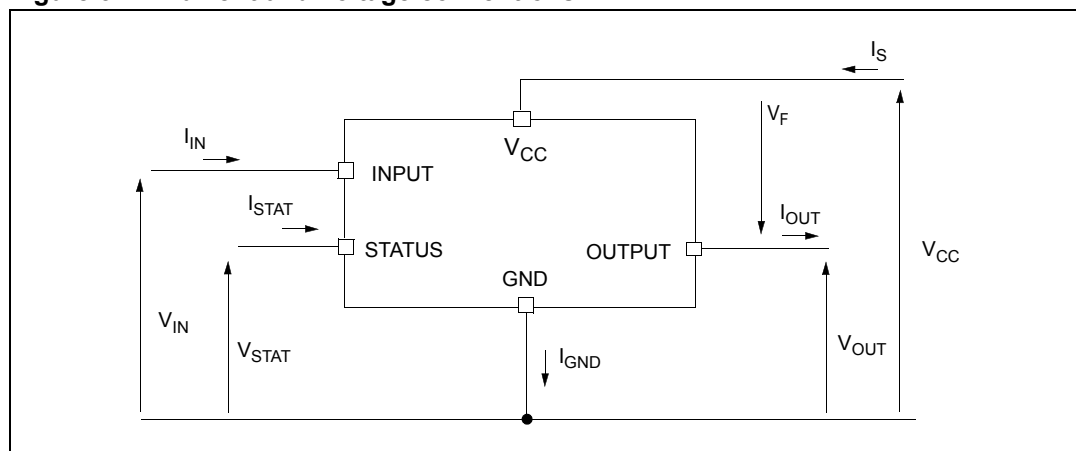 I_S
V_F
V_CC
I_IN
INPUT
I_STAT
I_OUT
STATUS
OUTPUT
V_CC
GND
V_IN
V_STAT
I_GND
V_OUT